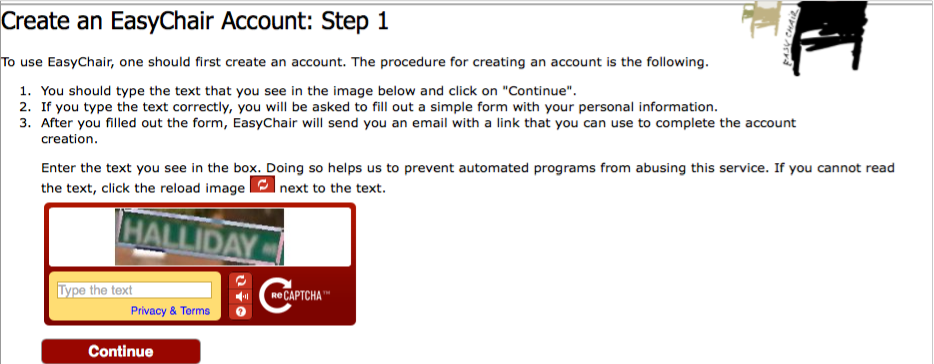 Create an EasyChair Account: Step 1
EASY CHAIR
To use EasyChair, one should first create an account. The procedure for creating an account is the following.
1. You should type the text that you see in the image below and click on "Continue".
2. If you type the text correctly, you will be asked to fill out a simple form with your personal information.
3. After you filled out the form, EasyChair will send you an email with a link that you can use to complete the account
creation.
Enter the text you see in the box. Doing so helps us to prevent automated programs from abusing this service. If you cannot read
the text, click the reload image next to the text.
HALLIDAY
Type the text
Privacy & Terms
ReCAPTCHA™
Continue